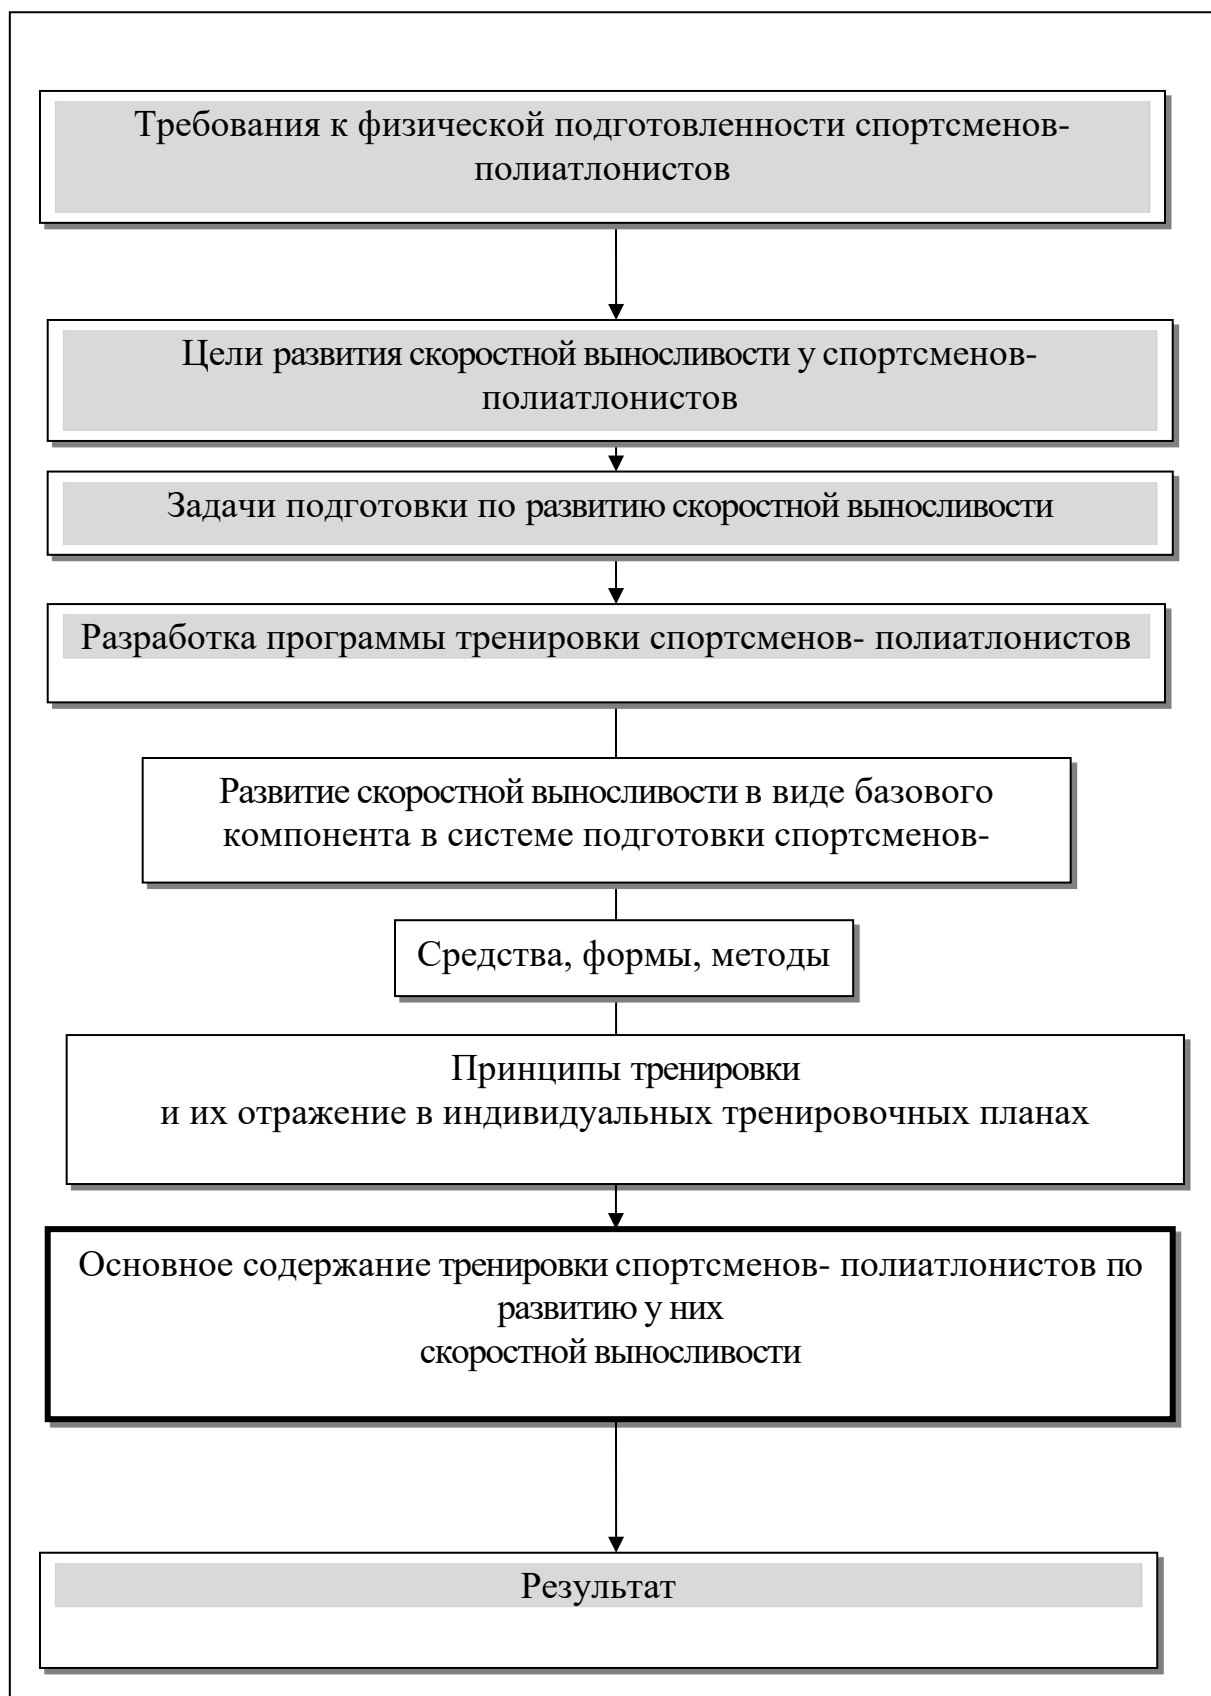 Требования к физической подготовленности спортсменов-
полиатлонистов
Цели развития скоростной выносливости у спортсменов-
полиатлонистов
Задачи подготовки по развитию скоростной выносливости
Разработка программы тренировки спортсменов- полиатлонистов
Развитие скоростной выносливости в виде базового
компонента в системе подготовки спортсменов-
Средства, формы, методы
Принципы тренировки
и их отражение в индивидуальных тренировочных планах
Основное содержание тренировки спортсменов- полиатлонистов по
развитию у них
скоростной выносливости
Результат